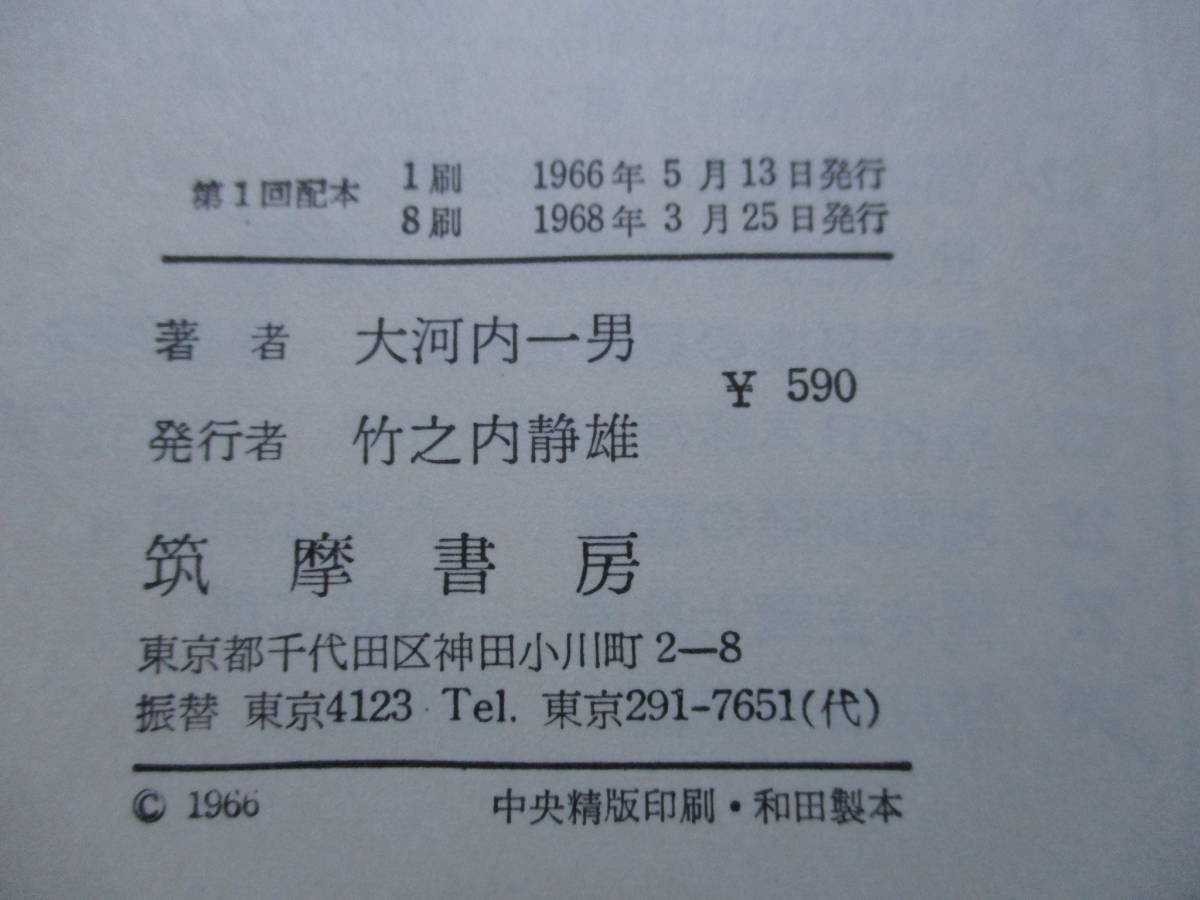 第1回配本 1刷 1966年5月13日発行
8刷 1968年3月25日発行
著者 大河内一男
¥ 590
発行者 竹之内静雄
筑摩書房
東京都千代田区神田小川町2—8
振替 東京4123 Tel. 東京291-7651(代)
© 1966 中央精版印刷・和田製本